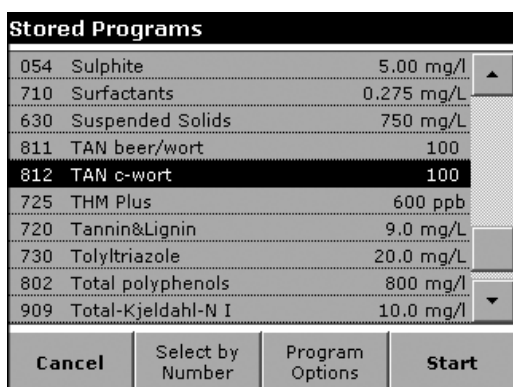 Stored Programs
054 Sulphite 5.00 mg/l
710 Surfactants 0.275 mg/L
630 Suspended Solids 750 mg/L
811 TAN beer/wort 100
812 TAN c-wort 100
725 THM Plus 600 ppb
720 Tannin&Lignin 9.0 mg/L
730 Tolyltriazole 20.0 mg/L
802 Total polyphenols 800 mg/l
909 Total-Kjeldahl-N I 10.0 mg/l
Cancel
Select by
Number
Program
Options
Start